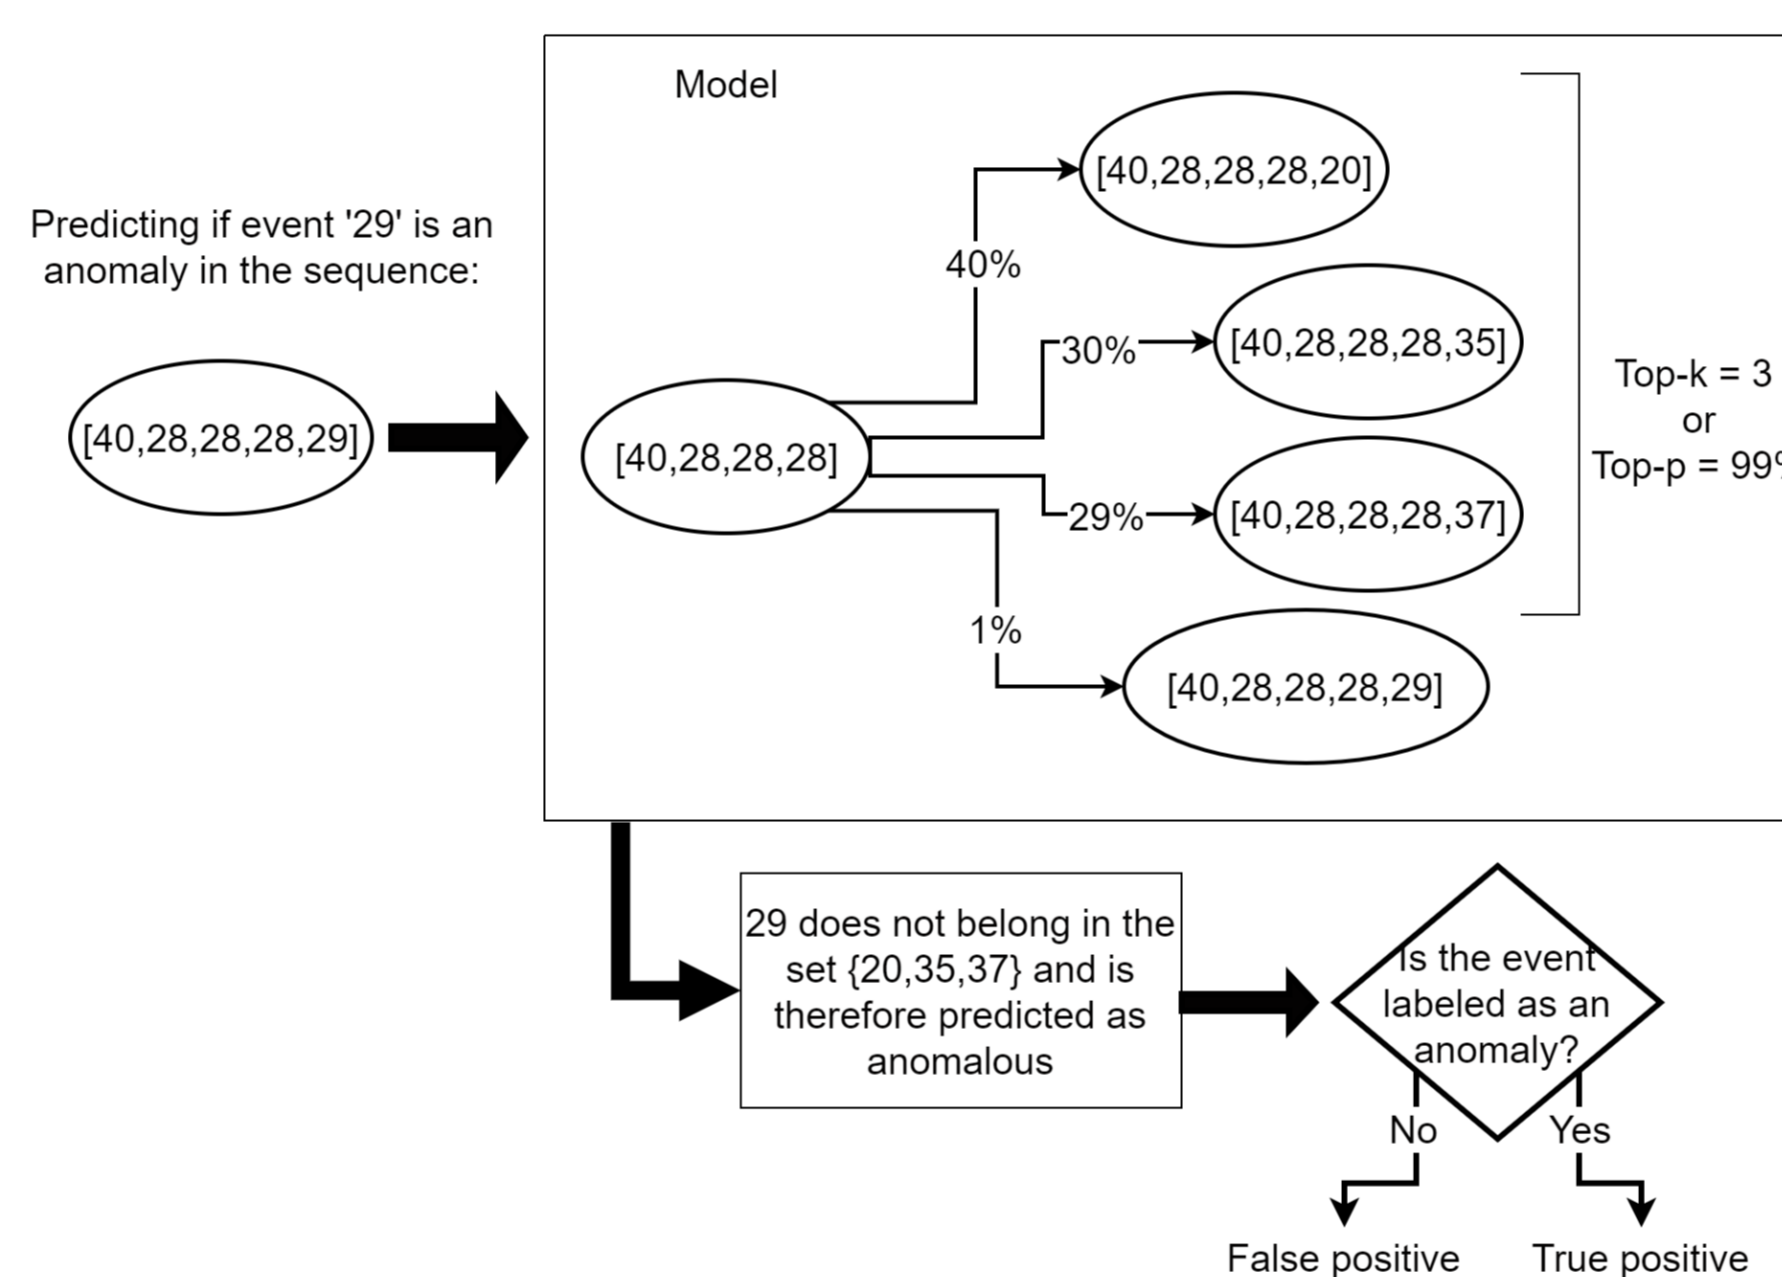 Model
Predicting if event '29' is an
anomaly in the sequence:
[40,28,28,28,29]
[40,28,28,28]
40%
[40,28,28,28,20]
30%
[40,28,28,28,35]
29%
[40,28,28,28,37]
1%
[40,28,28,28,29]
Top-k = 3
or
Top-p = 99%
29 does not belong in the
set {20,35,37} and is
therefore predicted as
anomalous
Is the event
labeled as an
anomaly?
No
Yes
False positive
True positive